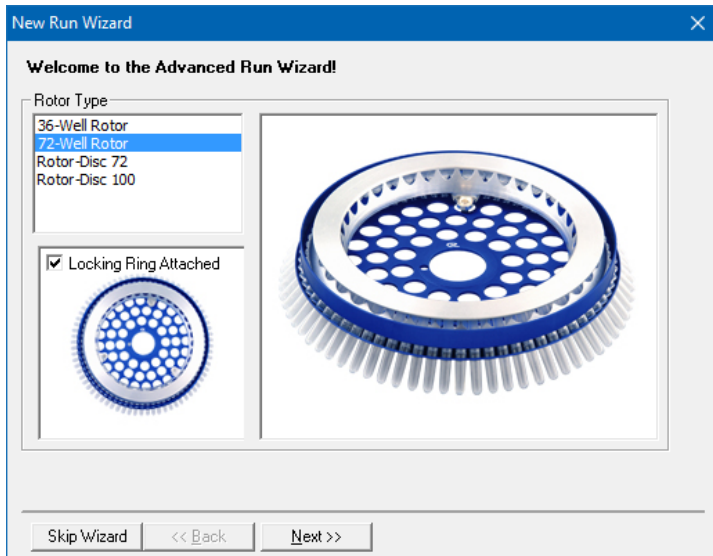 New Run Wizard
Welcome to the Advanced Run Wizard!
Rotor Type
36-Well Rotor
72-Well Rotor
Rotor-Disc 72
Rotor-Disc 100
Locking Ring Attached
Skip Wizard
<< Back
Next >>